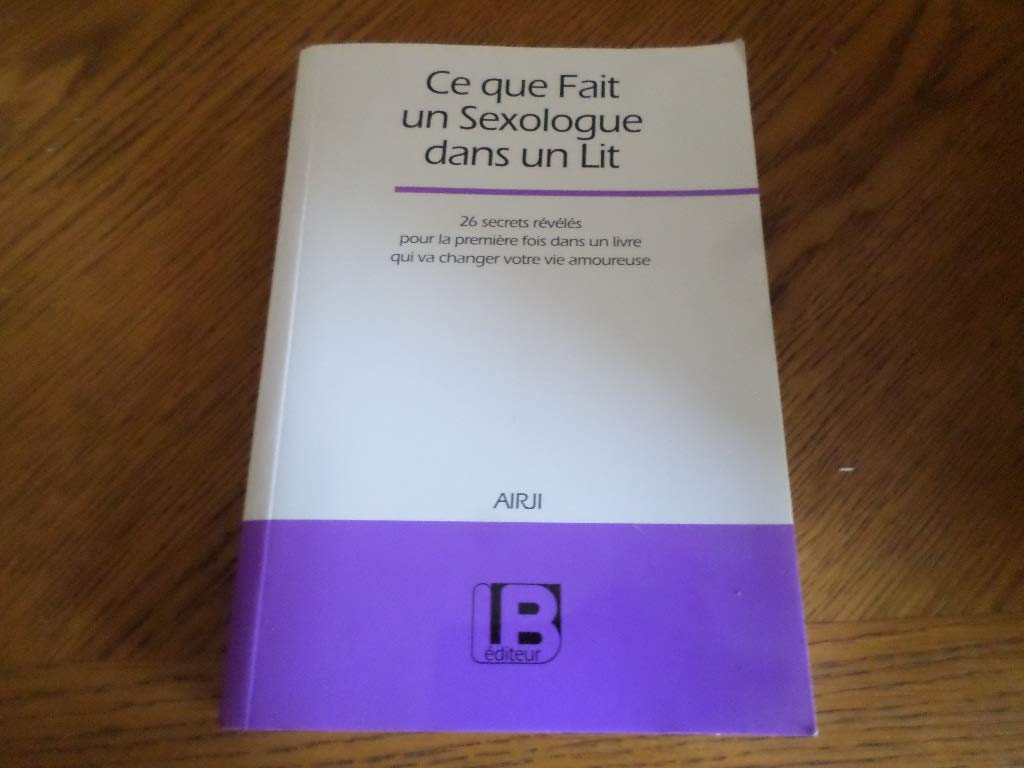 Ce que Fait
un Sexologue
dans un Lit
26 secrets révélés
pour la première fois dans un livre
qui va changer votre vie amoureuse
AIRJI
LB
éditeur